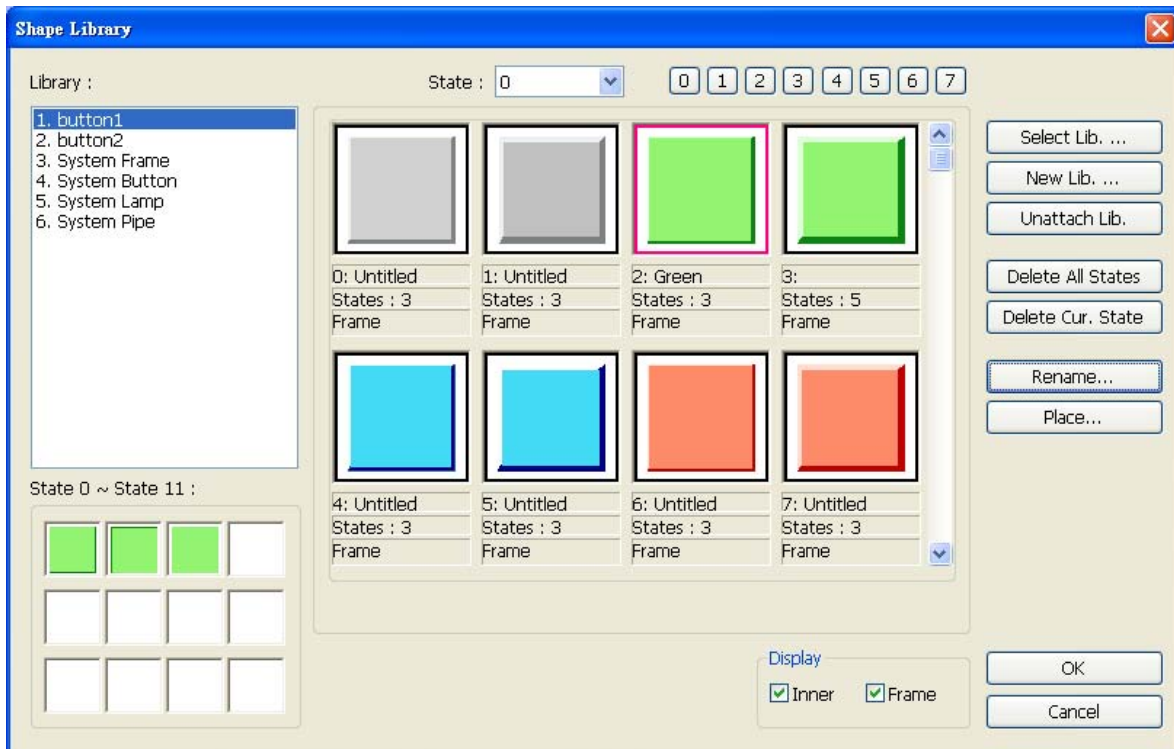 Shape Library
Library :
State : 0
0 1 2 3 4 5 6 7
1. button1
2. button2
3. System Frame
4. System Button
5. System Lamp
6. System Pipe
0: Untitled
States : 3
Frame
1: Untitled
States : 3
Frame
2: Green
States : 3
Frame
3:
States : 5
Frame
4: Untitled
States : 3
Frame
5: Untitled
States : 3
Frame
6: Untitled
States : 3
Frame
7: Untitled
States : 3
Frame
Select Lib. ...
New Lib. ...
Unattach Lib.
Delete All States
Delete Cur. State
Rename...
Place...
State 0 ~ State 11 :
Display
Inner
Frame
OK
Cancel